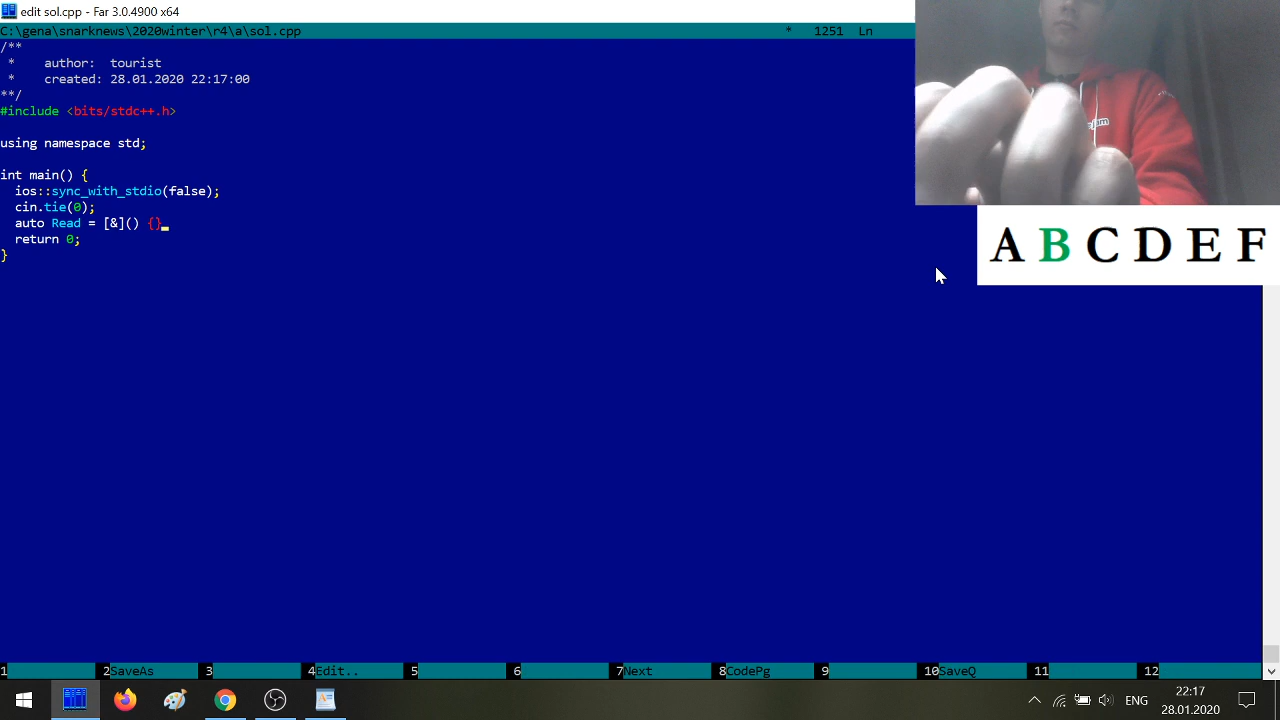 edit sol.cpp - Far 3.0.4900 x64
C:\gena\snarknews\2020winter\r4\a\sol.cpp * 1251 Ln
/**
 *    author:  tourist
 *    created: 28.01.2020 22:17:00
**/
#include <bits/stdc++.h>
using namespace std;
int main() {
  ios::sync_with_stdio(false);
  cin.tie(0);
  auto Read = [&]() {}
  return 0;
}
A B C D E F
1 2SaveAs 3 4Edit.. 5 6 7Next 8CodePg 9 10SaveQ 11 12
ENG
22:17
28.01.2020